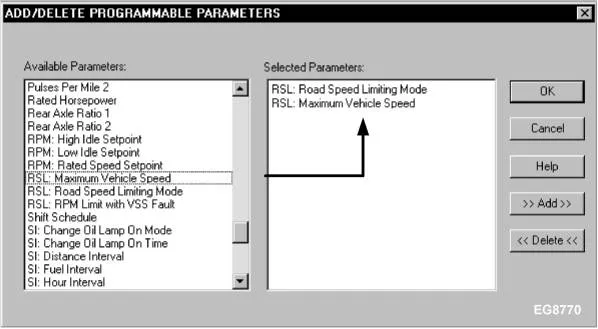 ADD/DELETE PROGRAMMABLE PARAMETERS
Available Parameters:
Pulses Per Mile 2
Rated Horsepower
Rear Axle Ratio 1
Rear Axle Ratio 2
RPM: High Idle Setpoint
RPM: Low Idle Setpoint
RPM: Rated Speed Setpoint
RSL: Maximum Vehicle Speed
RSL: Road Speed Limiting Mode
RSL: RPM Limit with VSS Fault
Shift Schedule
SI: Change Oil Lamp On Mode
SI: Change Oil Lamp On Time
SI: Distance Interval
SI: Fuel Interval
SI: Hour Interval
Selected Parameters:
RSL: Road Speed Limiting Mode
RSL: Maximum Vehicle Speed
OK
Cancel
Help
>> Add >>
<< Delete <<
EG8770